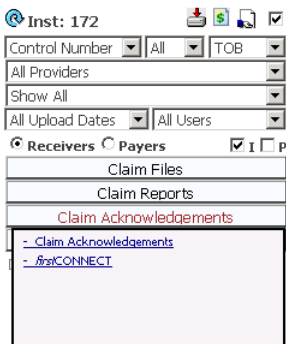 Inst: 172
Control Number All TOB
All Providers
Show All
All Upload Dates All Users
Receivers Payers I P
Claim Files
Claim Reports
Claim Acknowledgements
- Claim Acknowledgements
- firstCONNECT